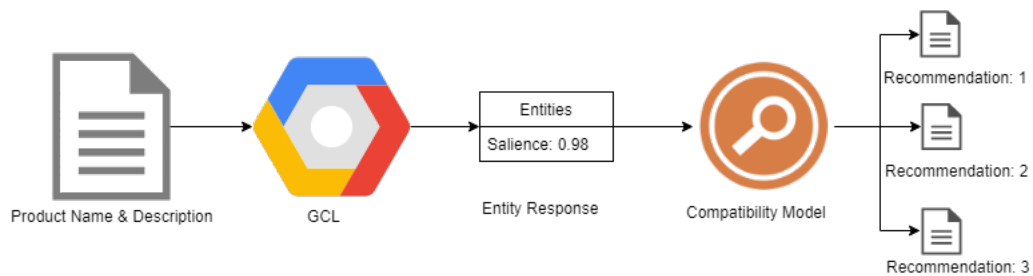 Product Name & Description
GCL
Entities
Salience: 0.98
Entity Response
Compatibility Model
Recommendation: 1
Recommendation: 2
Recommendation: 3